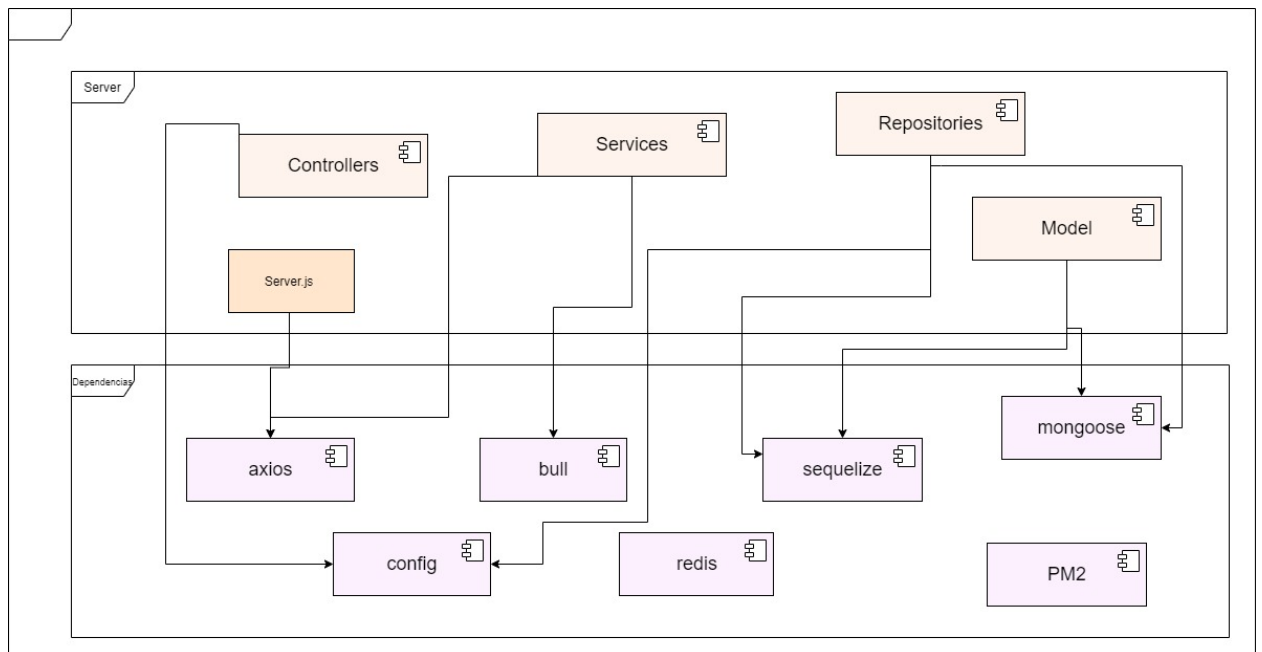 Server
Repositories
Services
Controllers
Model
Server.js
Dependencias
mongoose
axios
bull
sequelize
config
redis
PM2